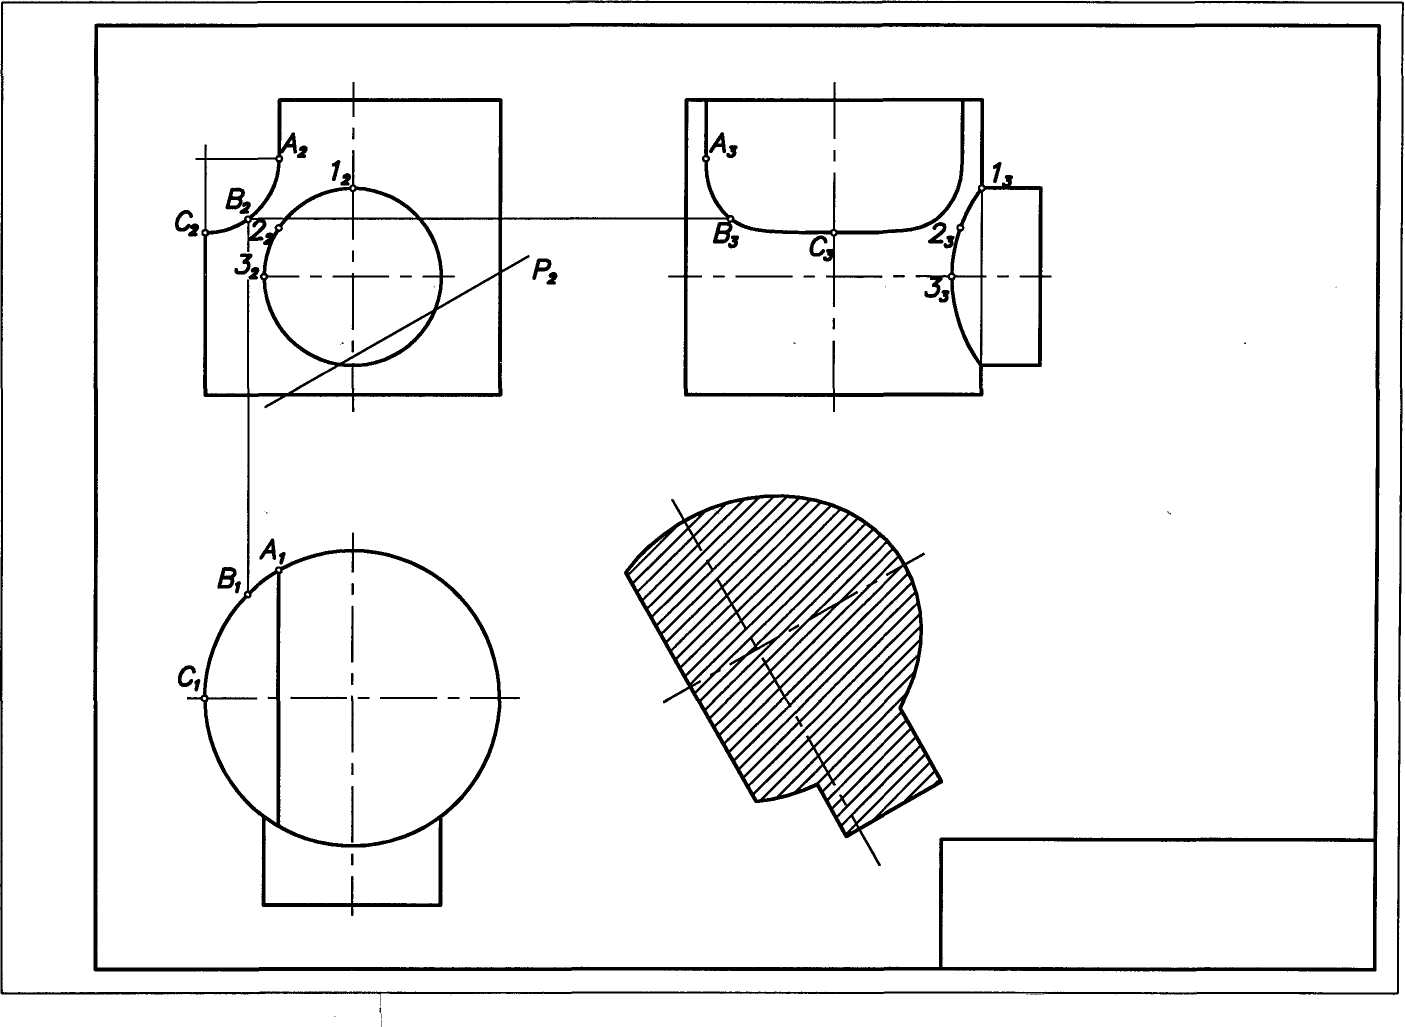 A₂
A₃
1₂
1₃
B₂
C₂
2₂
B₃
C₃
2₃
3₂
P₂
3₃
A₁
B₁
C₁